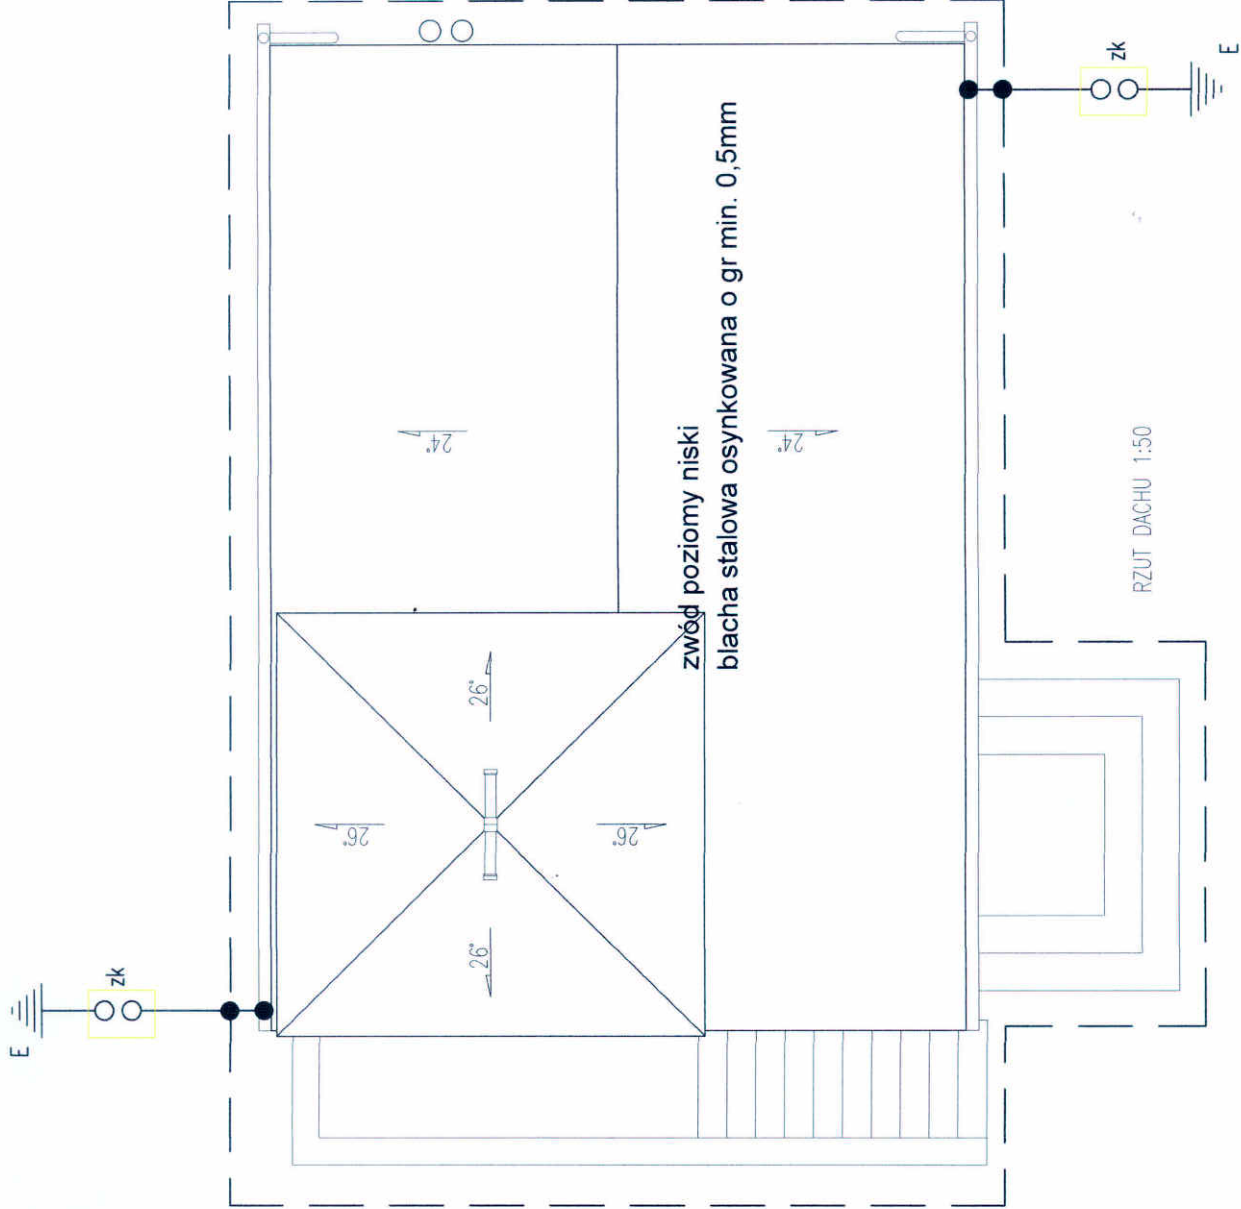 E
zk
26°
26°
26°
26°
24°
24°
zwód poziomy niski
blacha stalowa osynkowana o gr min. 0,5mm
RZUT DACHU 1:50
zk
E